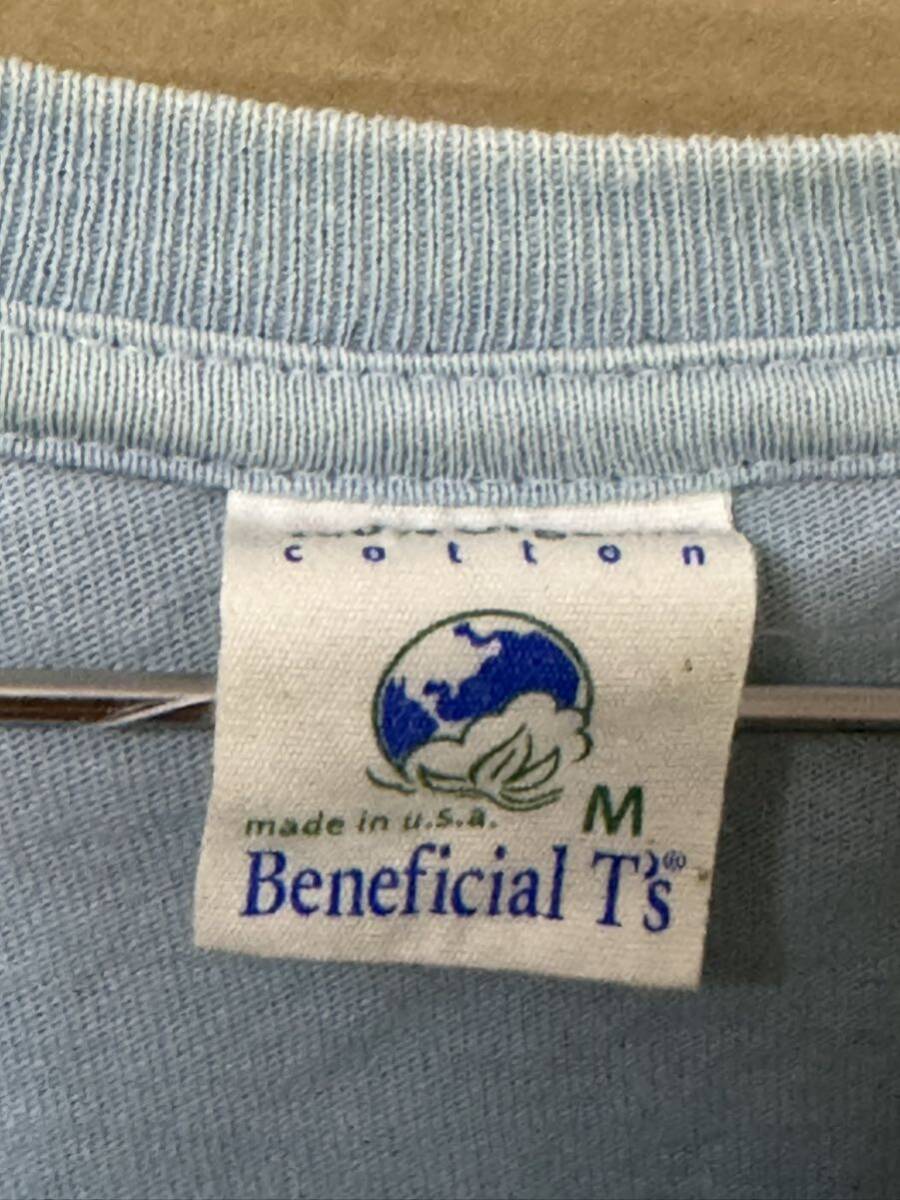 cotton
made in u.s.a. M
Beneficial T's®